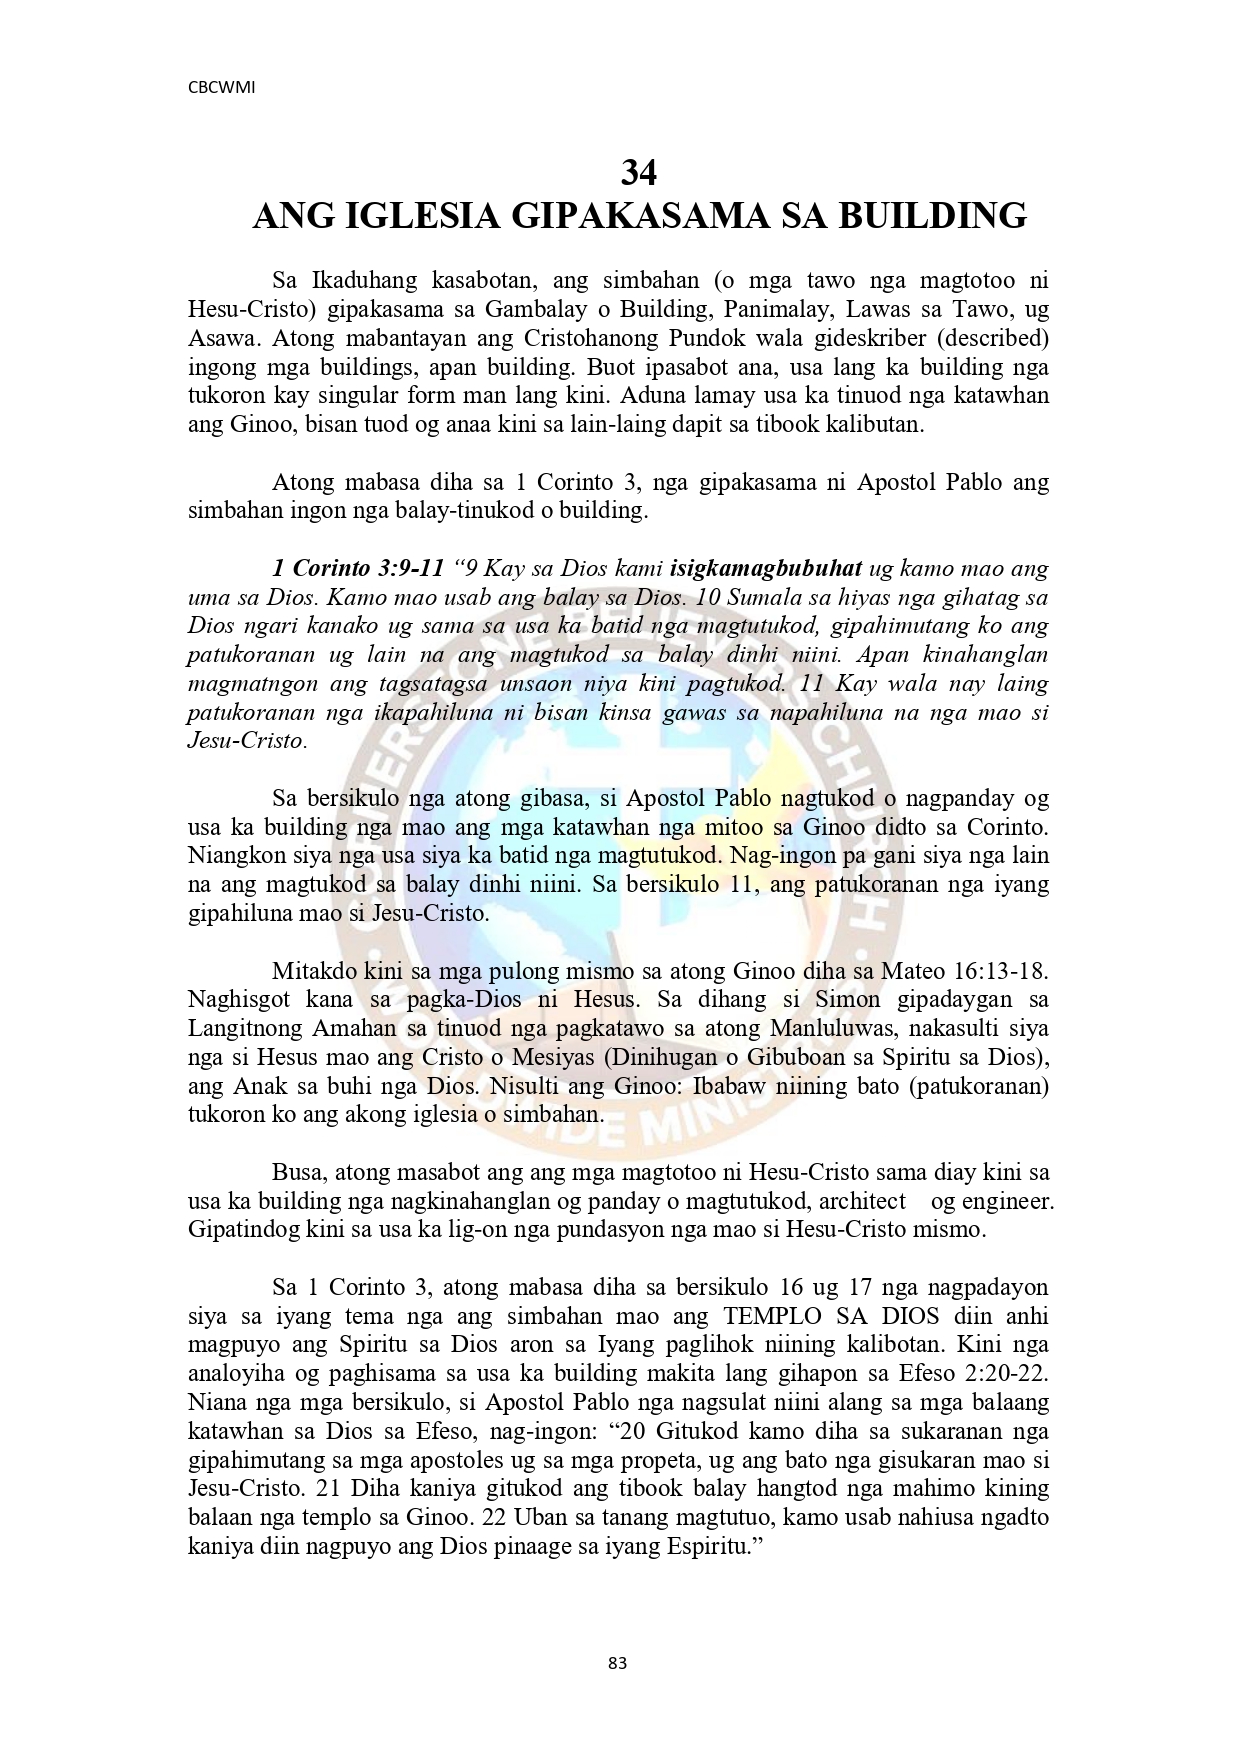 CBCWMI
34
ANG IGLESIA GIPAKASAMA SA BUILDING
Sa Ikaduhang kasabotan, ang simbahan (o mga tawo nga magtotoo ni
Hesu-Cristo) gipakasama sa Gambalay o Building, Panimalay, Lawas sa Tawo, ug
Asawa. Atong mabantayan ang Cristohanong Pundok wala gideskriber (described)
ingong mga buildings, apan building. Buot ipasabot ana, usa lang ka building nga
tukoron kay singular form man lang kini. Aduna lamay usa ka tinuod nga katawhan
ang Ginoo, bisan tuod og anaa kini sa lain-laing dapit sa tibook kalibutan.
Atong mabasa diha sa 1 Corinto 3, nga gipakasama ni Apostol Pablo ang
simbahan ingon nga balay-tinukod o building.
1 Corinto 3:9-11 “9 Kay sa Dios kami isigkamagbubuhat ug kamo mao ang
uma sa Dios. Kamo mao usab ang balay sa Dios. 10 Sumala sa hiyas nga gihatag sa
Dios ngari kanako ug sama sa usa ka batid nga magtutukod, gipahimutang ko ang
patukoranan ug lain na ang magtukod sa balay dinhi niini. Apan kinahanglan
magmatngon ang tagsatagsa unsaon niya kini pagtukod. 11 Kay wala nay laing
patukoranan nga ikapahiluna ni bisan kinsa gawas sa napahiluna na nga mao si
Jesu-Cristo.
Sa bersikulo nga atong gibasa, si Apostol Pablo nagtukod o nagpanday og
usa ka building nga mao ang mga katawhan nga mitoo sa Ginoo didto sa Corinto.
Niangkon siya nga usa siya ka batid nga magtutukod. Nag-ingon pa gani siya nga lain
na ang magtukod sa balay dinhi niini. Sa bersikulo 11, ang patukoranan nga iyang
gipahiluna mao si Jesu-Cristo.
Mitakdo kini sa mga pulong mismo sa atong Ginoo diha sa Mateo 16:13-18.
Naghisgot kana sa pagka-Dios ni Hesus. Sa dihang si Simon gipadaygan sa
Langitnong Amahan sa tinuod nga pagkatawo sa atong Manluluwas, nakasulti siya
nga si Hesus mao ang Cristo o Mesiyas (Dinihugan o Gibuboan sa Spiritu sa Dios),
ang Anak sa buhi nga Dios. Nisulti ang Ginoo: Ibabaw niining bato (patukoranan)
tukoron ko ang akong iglesia o simbahan.
Busa, atong masabot ang ang mga magtotoo ni Hesu-Cristo sama diay kini sa
usa ka building nga nagkinahanglan og panday o magtutukod, architect og engineer.
Gipatindog kini sa usa ka lig-on nga pundasyon nga mao si Hesu-Cristo mismo.
Sa 1 Corinto 3, atong mabasa diha sa bersikulo 16 ug 17 nga nagpadayon
siya sa iyang tema nga ang simbahan mao ang TEMPLO SA DIOS diin anhi
magpuyo ang Spiritu sa Dios aron sa Iyang paglihok niining kalibotan. Kini nga
analoyiha og paghisama sa usa ka building makita lang gihapon sa Efeso 2:20-22.
Niana nga mga bersikulo, si Apostol Pablo nga nagsulat niini alang sa mga balaang
katawhan sa Dios sa Efeso, nag-ingon: “20 Gitukod kamo diha sa sukaranan nga
gipahimutang sa mga apostoles ug sa mga propeta, ug ang bato nga gisukaran mao si
Jesu-Cristo. 21 Diha kaniya gitukod ang tibook balay hangtod nga mahimo kining
balaan nga templo sa Ginoo. 22 Uban sa tanang magtutuo, kamo usab nahiusa ngadto
kaniya diin nagpuyo ang Dios pinaage sa iyang Espiritu.”
CORNERSTONE BELIEVERS CHURCH
WORLDWIDE MINISTRIES
83